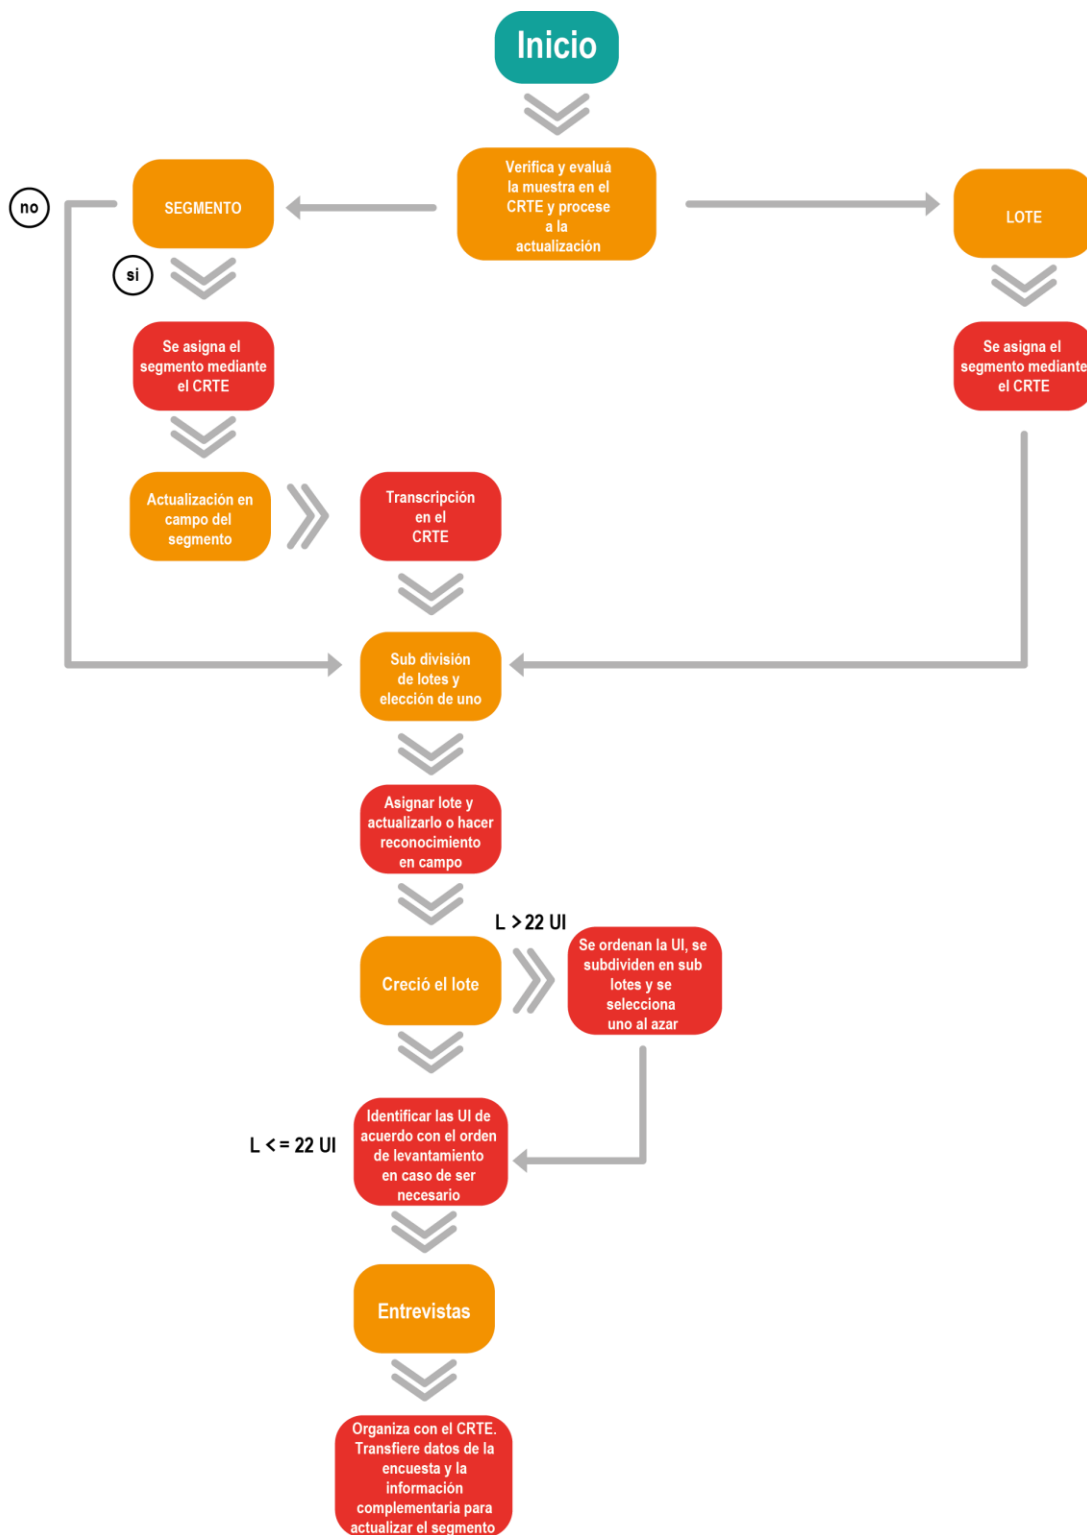 Inicio
Verifica y evaluá
la muestra en el
CRTE y procese
a la
actualización
no
SEGMENTO
LOTE
si
Se asigna el
segmento mediante
el CRTE
Se asigna el
segmento mediante
el CRTE
Actualización en
campo del
segmento
Transcripción
en el
CRTE
Sub división
de lotes y
elección de uno
Asignar lote y
actualizarlo o hacer
reconocimiento
en campo
L > 22 UI
Creció el lote
Se ordenan la UI, se
subdividen en sub
lotes y se
selecciona
uno al azar
L < = 22 UI
Identificar las UI de
acuerdo con el orden
de levantamiento
en caso de ser
necesario
Entrevistas
Organiza con el CRTE.
Transfiere datos de la
encuesta y la
información
complementaria para
actualizar el segmento